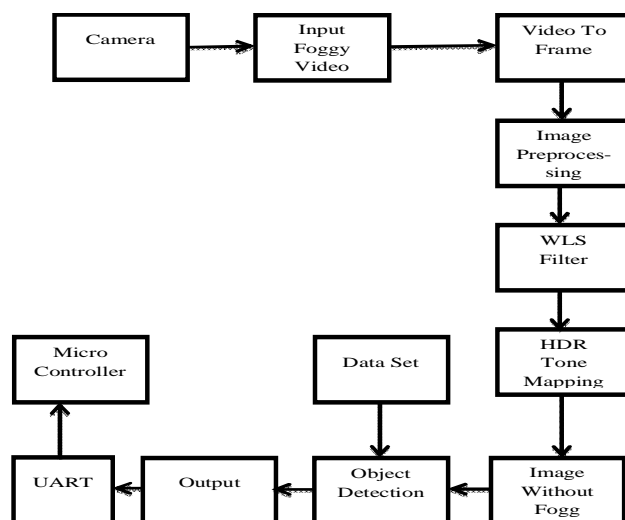 Camera
Input
Foggy
Video
Video To
Frame
Image
Preproces-
sing
WLS
Filter
HDR
Tone
Mapping
Micro
Controller
Data Set
UART
Output
Object
Detection
Image
Without
Fogg